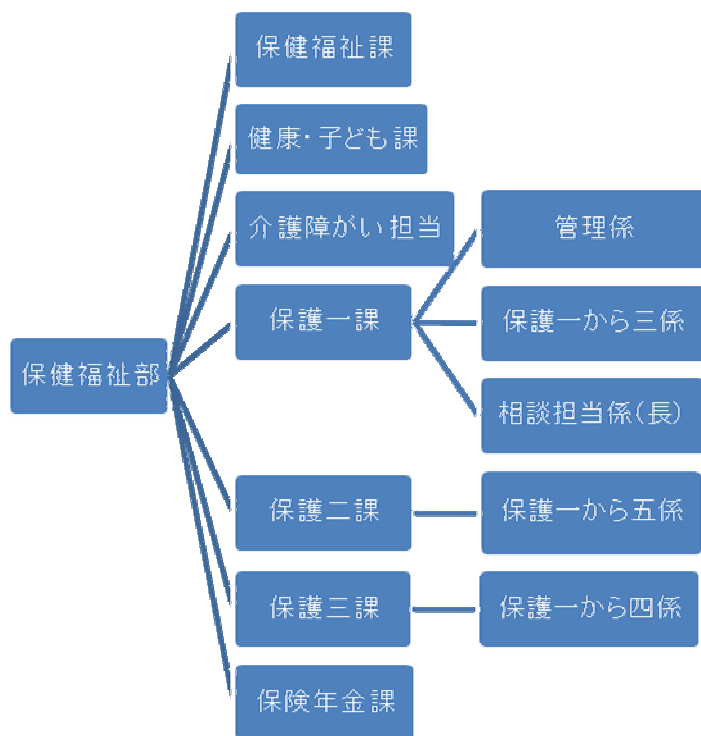 保健福祉部
保健福祉課
健康・子ども課
介護障がい担当
保護一課
管理係
保護一から三係
相談担当係(長)
保護二課
保護一から五係
保護三課
保護一から四係
保険年金課